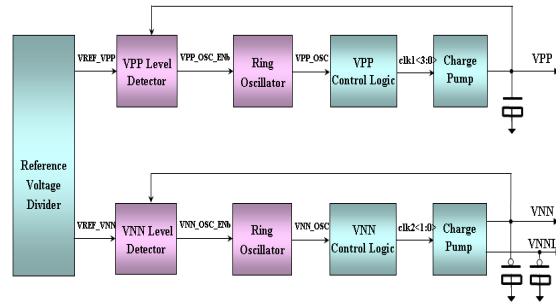 VREF_VPP
VPP Level
Detector
VPP_OSC_ENb
Ring
Oscillator
VPP_OSC
VPP
Control Logic
clk1<3:0>
Charge
Pump
VPP
Reference
Voltage
Divider
VREF_VNN
VNN Level
Detector
VNN_OSC_ENb
Ring
Oscillator
VNN_OSC
VNN
Control Logic
clk2<1:0>
Charge
Pump
VNN
VNNL